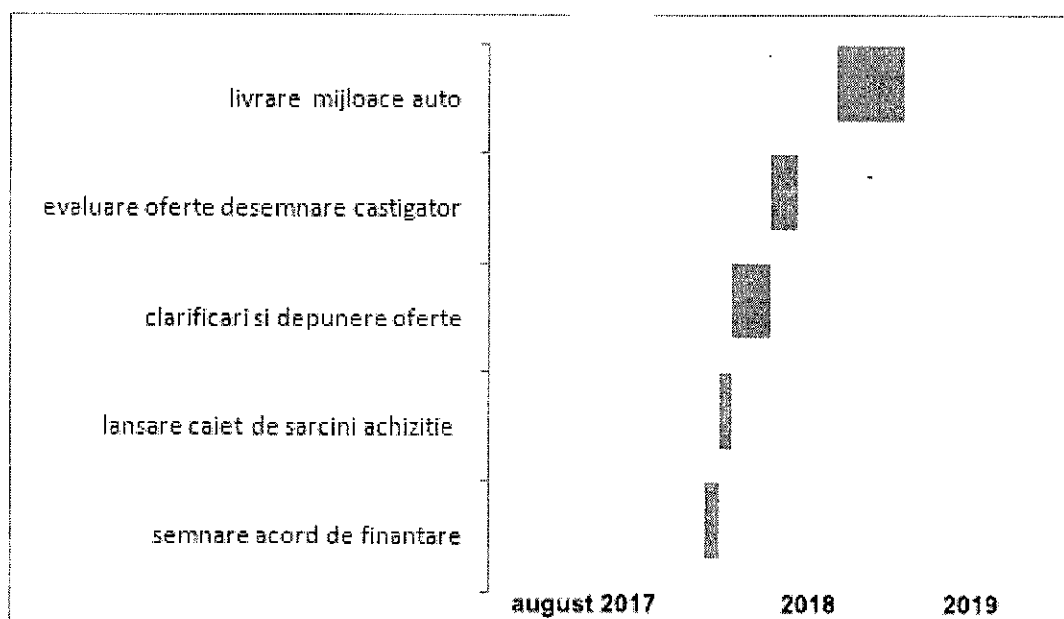 livrare mijloace auto
evaluare oferte desemnare castigator
clarificari si depunere oferte
lansare caiet de sarcini achizitie
semnare acord de finantare
august 2017 2018 2019